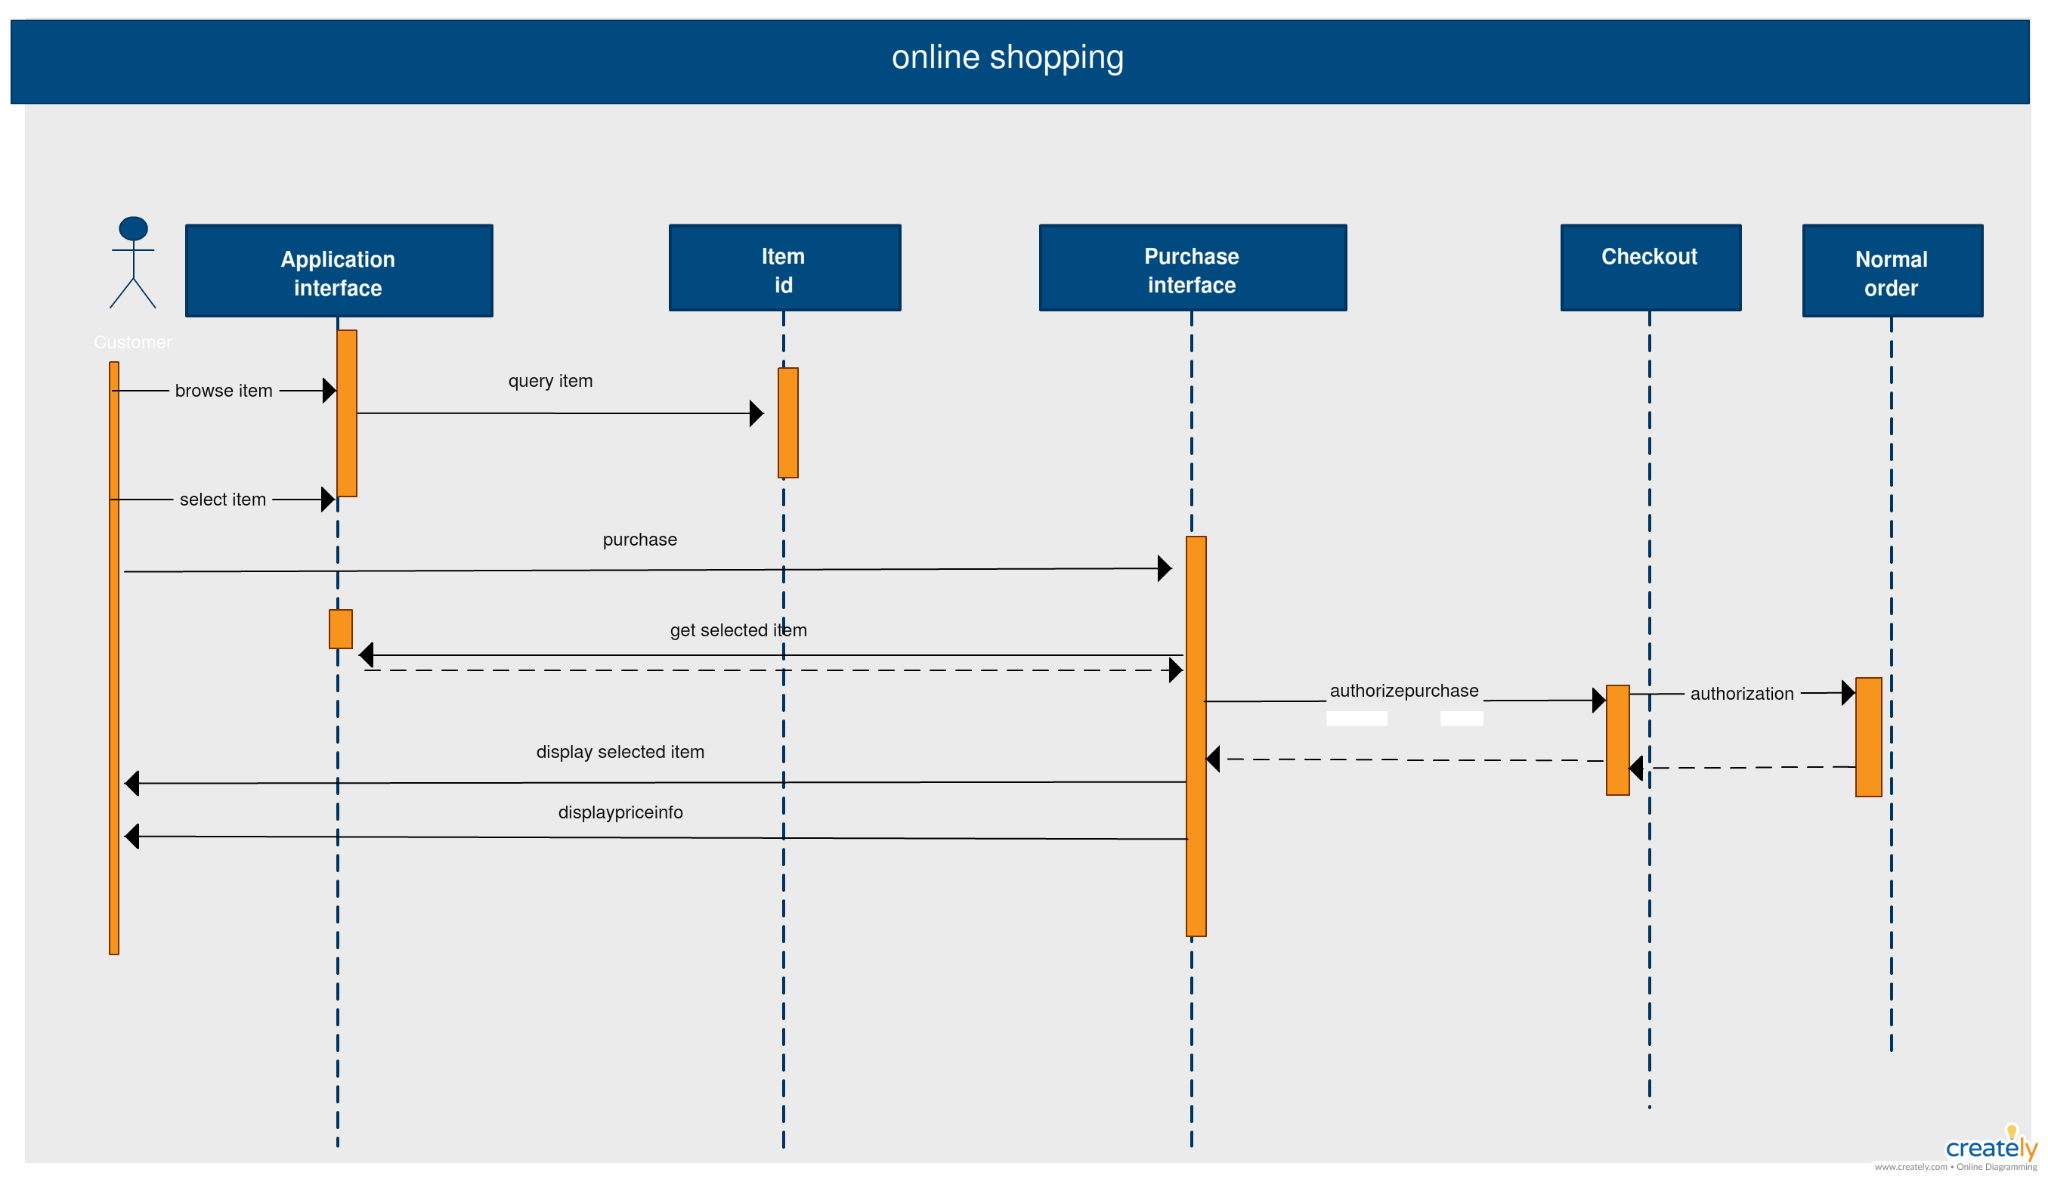 online shopping
Application
interface
Item
id
Purchase
interface
Checkout
Normal
order
Customer
browse item
query item
select item
purchase
get selected item
authorizepurchase
authorization
display selected item
displaypriceinfo
creately
www.creately.com • Online Diagramming